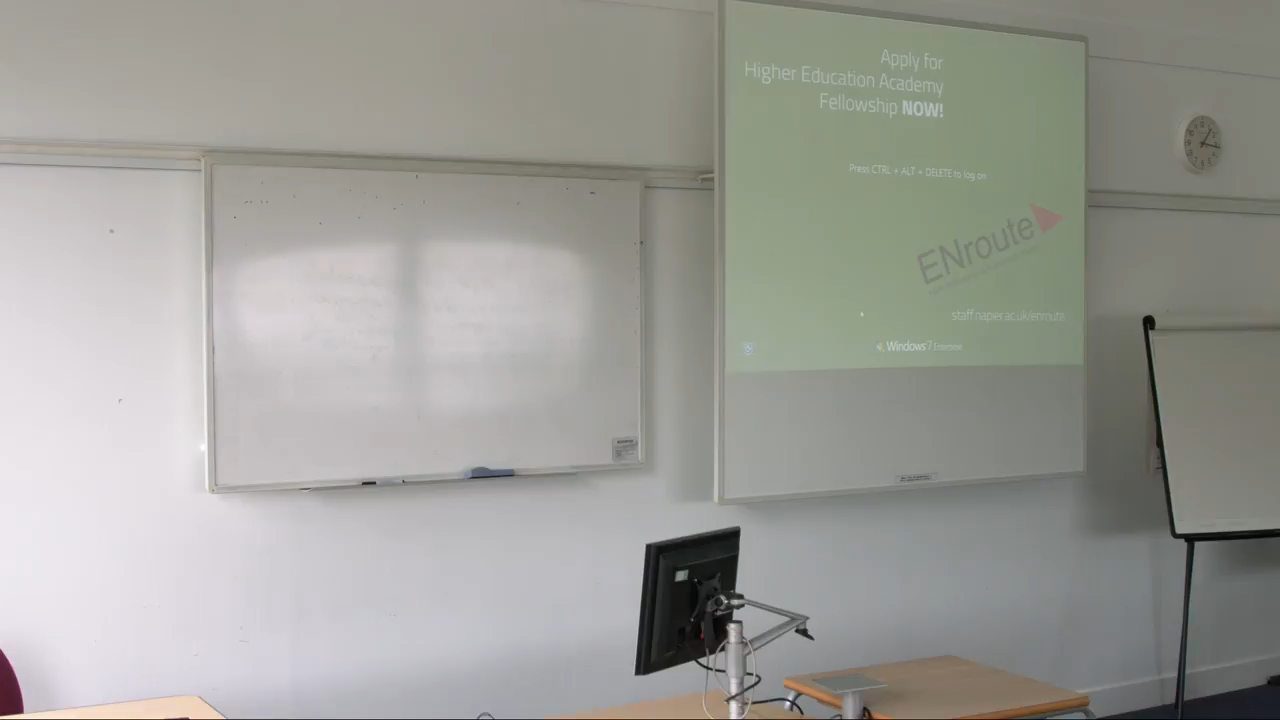 Apply for
Higher Education Academy
Fellowship NOW!
Press CTRL + ALT + DELETE to log on
ENroute
staff.napier.ac.uk/enroute
Windows 7 Enterprise